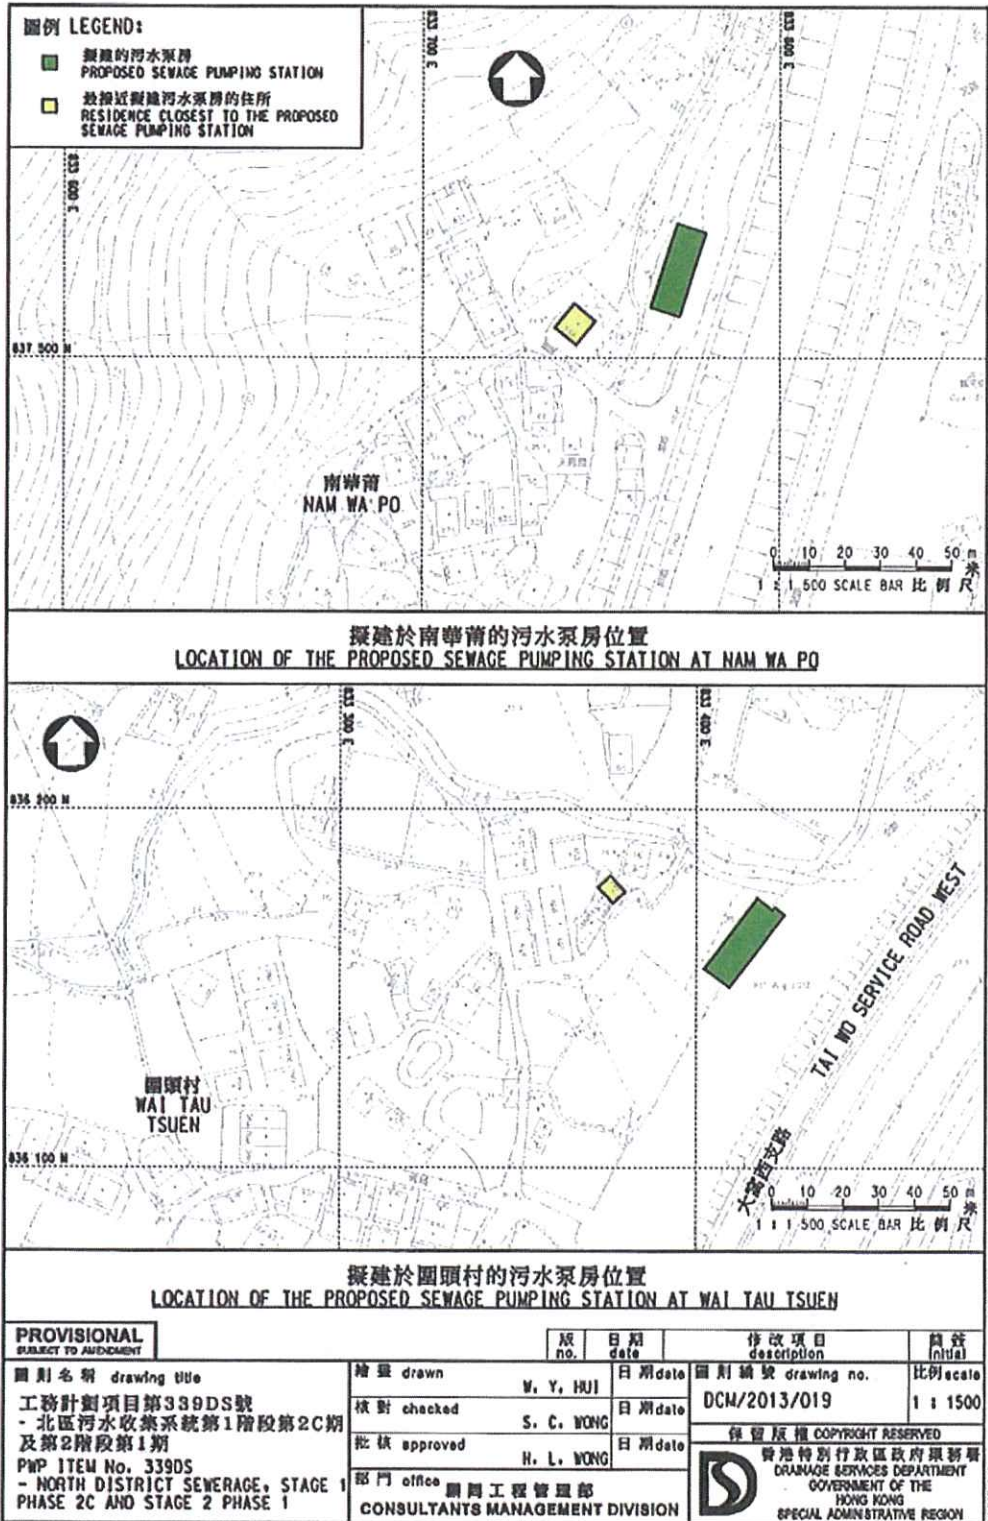 圖例 LEGEND:
擬建的污水泵房
PROPOSED SEWAGE PUMPING STATION
最接近擬建污水泵房的住所
RESIDENCE CLOSEST TO THE PROPOSED
SEWAGE PUMPING STATION
833 600 E
833 700 E
833 800 E
837 500 N
南華莆
NAM WA PO
0 10 20 30 40 50 m
米
1 : 1 500 SCALE BAR 比例尺
擬建於南華莆的污水泵房位置
LOCATION OF THE PROPOSED SEWAGE PUMPING STATION AT NAM WA PO
833 300 E
833 400 E
836 200 N
圍頭村
WAI TAU
TSUEN
TAI WO SERVICE ROAD WEST
大窩西支路
836 100 N
0 10 20 30 40 50 m
米
1 : 1 500 SCALE BAR 比例尺
擬建於圍頭村的污水泵房位置
LOCATION OF THE PROPOSED SEWAGE PUMPING STATION AT WAI TAU TSUEN
PROVISIONAL
SUBJECT TO AMENDMENT
版 no.
日期 date
修改項目 description
簡簽 initial
圖則名稱 drawing title
工務計劃項目第339DS號
- 北區污水收集系統第1階段第2C期
及第2階段第1期
PWP ITEM No. 339DS
- NORTH DISTRICT SEWERAGE, STAGE 1
PHASE 2C AND STAGE 2 PHASE 1
繪畫 drawn
W. Y. HUI
日期 date
核對 checked
S. C. WONG
日期 date
批核 approved
H. L. WONG
日期 date
部門 office
顧問工程管理部
CONSULTANTS MANAGEMENT DIVISION
圖則編號 drawing no.
DCM/2013/019
比例 scale
1 : 1500
保留版權 COPYRIGHT RESERVED
香港特別行政區政府渠務署
DRAINAGE SERVICES DEPARTMENT
GOVERNMENT OF THE
HONG KONG
SPECIAL ADMINISTRATIVE REGION